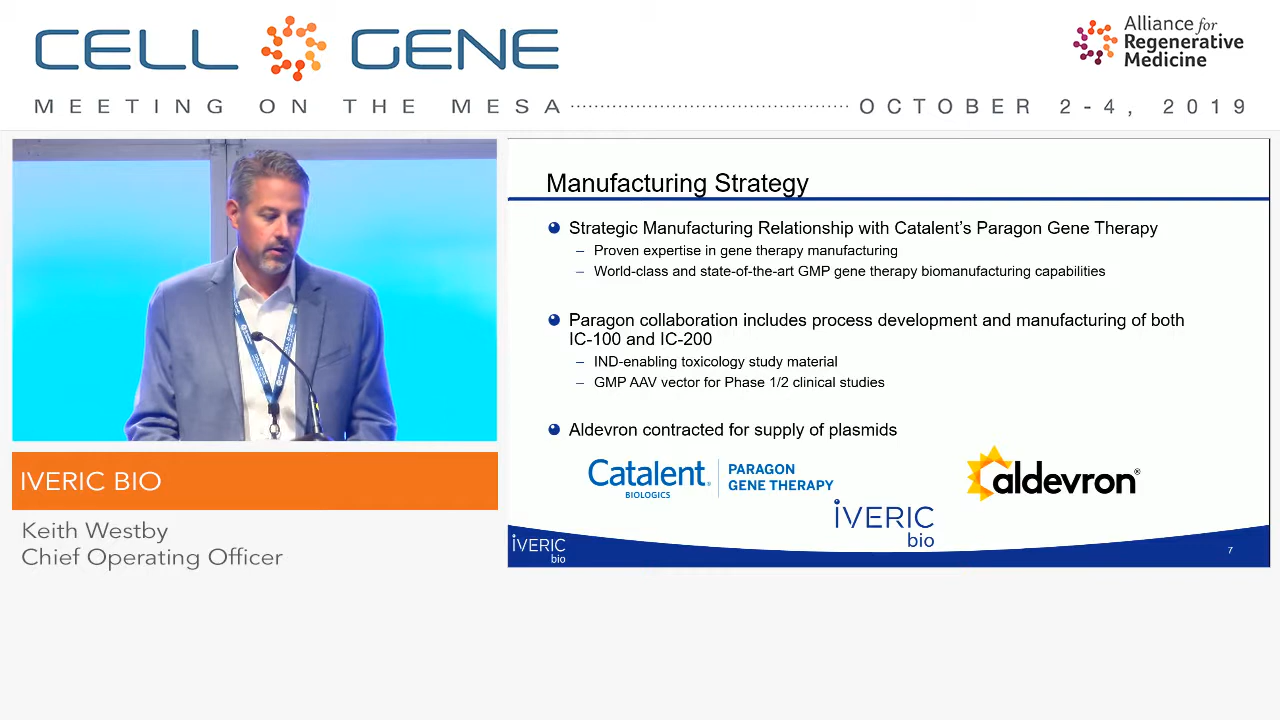 CELL GENE
Alliance for
Regenerative
Medicine
MEETING ON THE MESA OCTOBER 2-4, 2019
Manufacturing Strategy
Strategic Manufacturing Relationship with Catalent's Paragon Gene Therapy
– Proven expertise in gene therapy manufacturing
– World-class and state-of-the-art GMP gene therapy biomanufacturing capabilities
Paragon collaboration includes process development and manufacturing of both
IC-100 and IC-200
– IND-enabling toxicology study material
– GMP AAV vector for Phase 1/2 clinical studies
Aldevron contracted for supply of plasmids
Catalent.
BIOLOGICS
PARAGON
GENE THERAPY
aldevron®
iVERIC
bio
iVERIC
bio
7
IVERIC BIO
Keith Westby
Chief Operating Officer